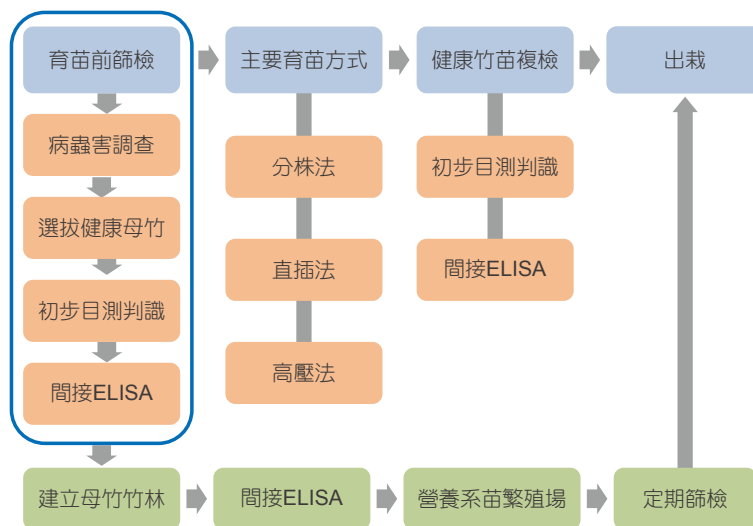 育苗前篩檢
主要育苗方式
健康竹苗複檢
出栽
病蟲害調查
選拔健康母竹
初步目測判識
間接ELISA
分株法
直插法
高壓法
初步目測判識
間接ELISA
建立母竹竹林
間接ELISA
營養系苗繁殖場
定期篩檢